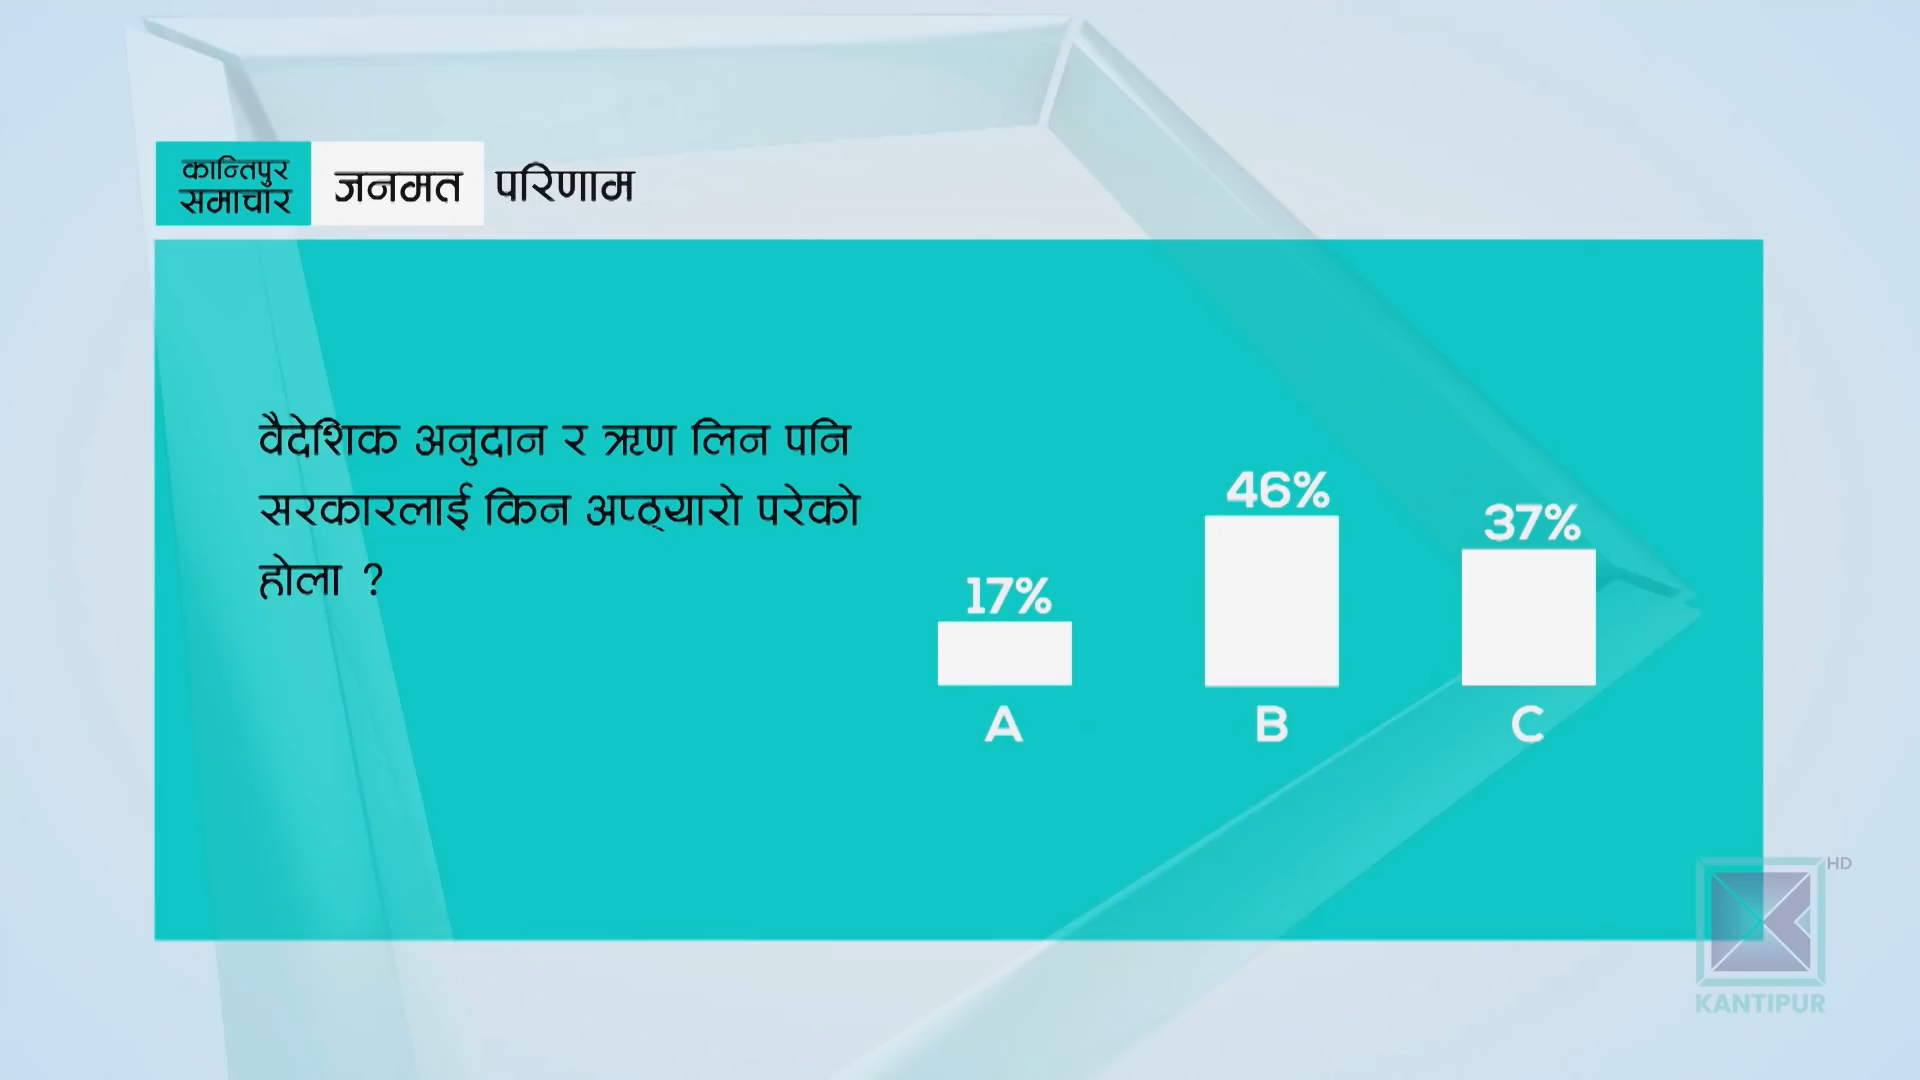 कान्तिपुर
समाचार
जनमत परिणाम
वैदेशिक अनुदान र ऋण लिन पनि
सरकारलाई किन अप्ठ्यारो परेको
होला ?
17%
46%
37%
A
B
C
HD
KANTIPUR